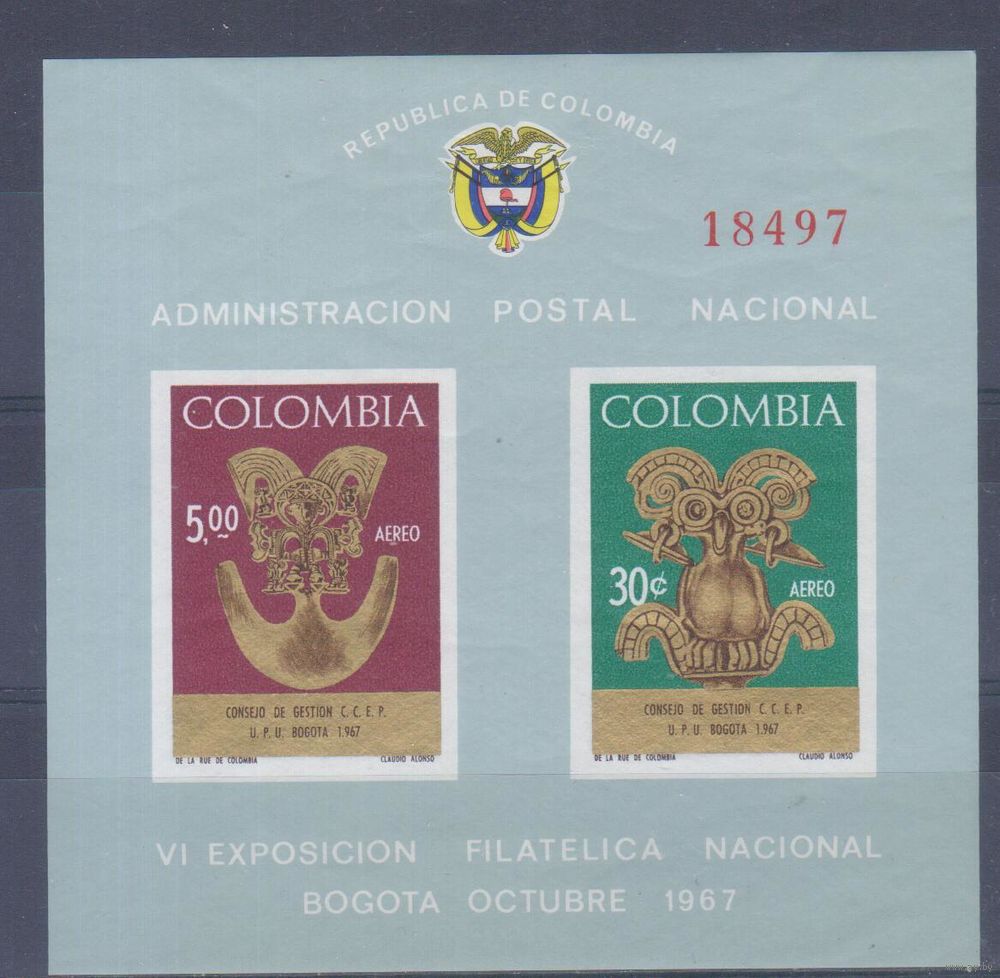 REPUBLICA DE COLOMBIA
18497
ADMINISTRACION POSTAL NACIONAL
COLOMBIA
5,00
AEREO
CONSEJO DE GESTION C. C. E. P.
U. P. U. BOGOTA 1.967
DE LA RUE DE COLOMBIA CLAUDIO ALONSO
COLOMBIA
30¢
AEREO
CONSEJO DE GESTION C. C. E. P.
U. P. U. BOGOTA 1.967
DE LA RUE DE COLOMBIA CLAUDIO ALONSO
VI EXPOSICION FILATELICA NACIONAL
BOGOTA OCTUBRE 1967